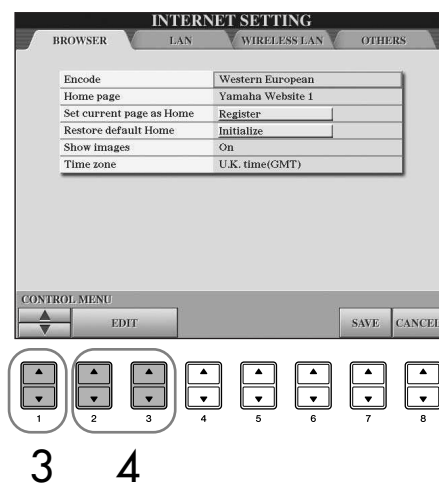 INTERNET SETTING
BROWSER LAN WIRELESS LAN OTHERS
Encode Western European
Home page Yamaha Website 1
Set current page as Home Register
Restore default Home Initialize
Show images On
Time zone U.K. time(GMT)
CONTROL MENU
EDIT SAVE CANCEL
1 2 3 4 5 6 7 8
3 4